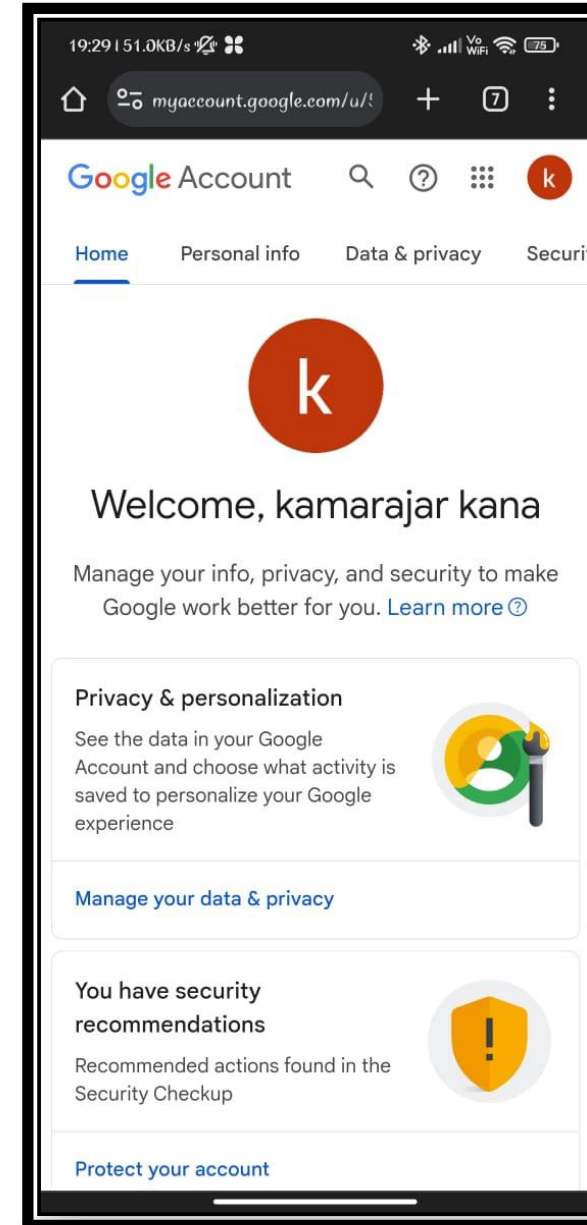 19:29 | 51.0KB/s Vo WiFi 75
myaccount.google.com/u/ 7
Google Account k
Home Personal info Data & privacy Securi
k
Welcome, kamarajar kana
Manage your info, privacy, and security to make
Google work better for you. Learn more
Privacy & personalization
See the data in your Google
Account and choose what activity is
saved to personalize your Google
experience
Manage your data & privacy
You have security
recommendations
Recommended actions found in the
Security Checkup
Protect your account